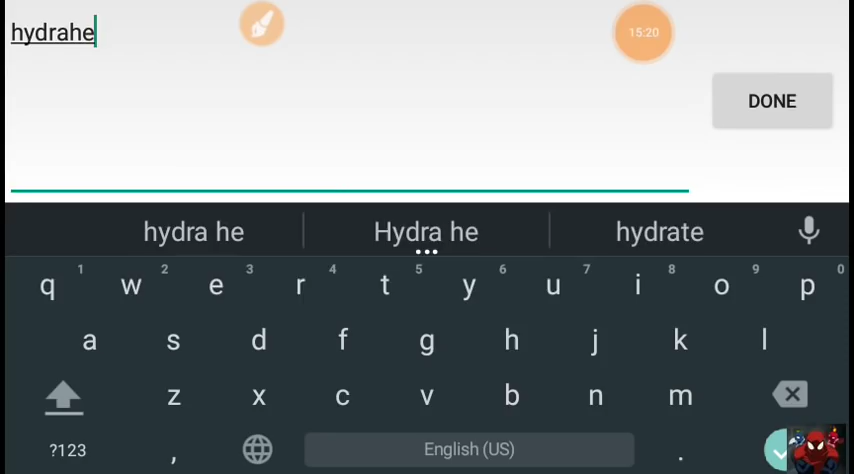 hydrahe
15:20
DONE
hydra he Hydra he hydrate
1 2 3 4 5 6 7 8 9 0
q w e r t y u i o p
a s d f g h j k l
z x c v b n m
?123 , English (US) .